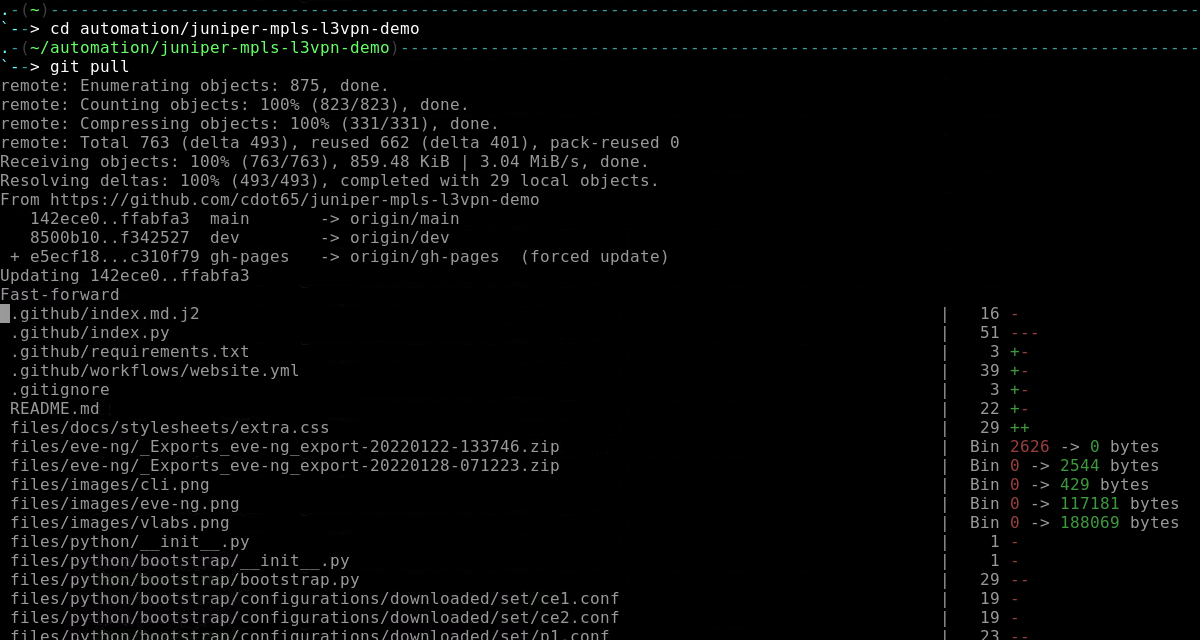 .-(~)------------------------------------------------------------------------------------------------------------------
`--> cd automation/juniper-mpls-l3vpn-demo
.-(~/automation/juniper-mpls-l3vpn-demo)--------------------------------------------------------------------------------
`--> git pull
remote: Enumerating objects: 875, done.
remote: Counting objects: 100% (823/823), done.
remote: Compressing objects: 100% (331/331), done.
remote: Total 763 (delta 493), reused 662 (delta 401), pack-reused 0
Receiving objects: 100% (763/763), 859.48 KiB | 3.04 MiB/s, done.
Resolving deltas: 100% (493/493), completed with 29 local objects.
From https://github.com/cdot65/juniper-mpls-l3vpn-demo
   142ece0..ffabfa3  main       -> origin/main
   8500b10..f342527  dev        -> origin/dev
 + e5ecf18...c310f79 gh-pages   -> origin/gh-pages  (forced update)
Updating 142ece0..ffabfa3
Fast-forward
 .github/index.md.j2 |   16 -
 .github/index.py |   51 ---
 .github/requirements.txt |    3 +-
 .github/workflows/website.yml |   39 +-
 .gitignore |    3 +-
 README.md |   22 +-
 files/docs/stylesheets/extra.css |   29 ++
 files/eve-ng/_Exports_eve-ng_export-20220122-133746.zip |  Bin 2626 -> 0 bytes
 files/eve-ng/_Exports_eve-ng_export-20220128-071223.zip |  Bin 0 -> 2544 bytes
 files/images/cli.png |  Bin 0 -> 429 bytes
 files/images/eve-ng.png |  Bin 0 -> 117181 bytes
 files/images/vlabs.png |  Bin 0 -> 188069 bytes
 files/python/__init__.py |    1 -
 files/python/bootstrap/__init__.py |    1 -
 files/python/bootstrap/bootstrap.py |   29 --
 files/python/bootstrap/configurations/downloaded/set/ce1.conf |   19 -
 files/python/bootstrap/configurations/downloaded/set/ce2.conf |   19 -
 files/python/bootstrap/configurations/downloaded/set/p1.conf |   23 --